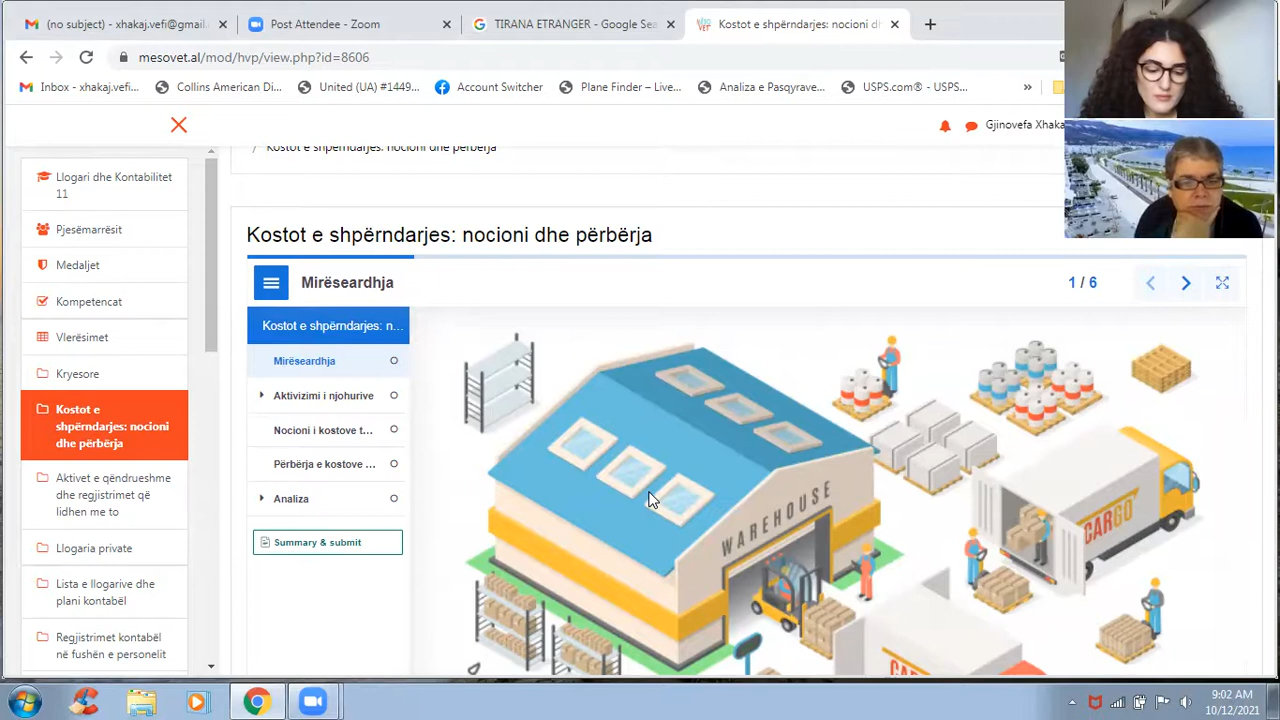 (no subject) - xhakaj.vefi@gmail.
Post Attendee - Zoom
TIRANA ETRANGER - Google Sea
Kostot e shpërndarjes: nocioni dh
mesovet.al/mod/hvp/view.php?id=8606
Inbox - xhakaj.vefi...
Collins American Di...
United (UA) #1449...
Account Switcher
Plane Finder – Live...
Analiza e Pasqyrave...
USPS.com® - USPS...
»
Gjinovefa Xhaka
/ Kostot e shpërndarjes: nocioni dhe përbërja
Llogari dhe Kontabilitet
11
Pjesëmarrësit
Medaljet
Kompetencat
Vlerësimet
Kryesore
Kostot e
shpërndarjes: nocioni
dhe përbërja
Aktivet e qëndrueshme
dhe regjistrimet që
lidhen me to
Llogaria private
Lista e llogarive dhe
plani kontabël
Regjistrimet kontabël
në fushën e personelit
Kostot e shpërndarjes: nocioni dhe përbërja
Mirëseardhja
1 / 6
Kostot e shpërndarjes: n...
Mirëseardhja
Aktivizimi i njohurive
Nocioni i kostove t...
Përbërja e kostove ...
Analiza
Summary & submit
WAREHOUSE
CARGO
CARGO
9:02 AM
10/12/2021